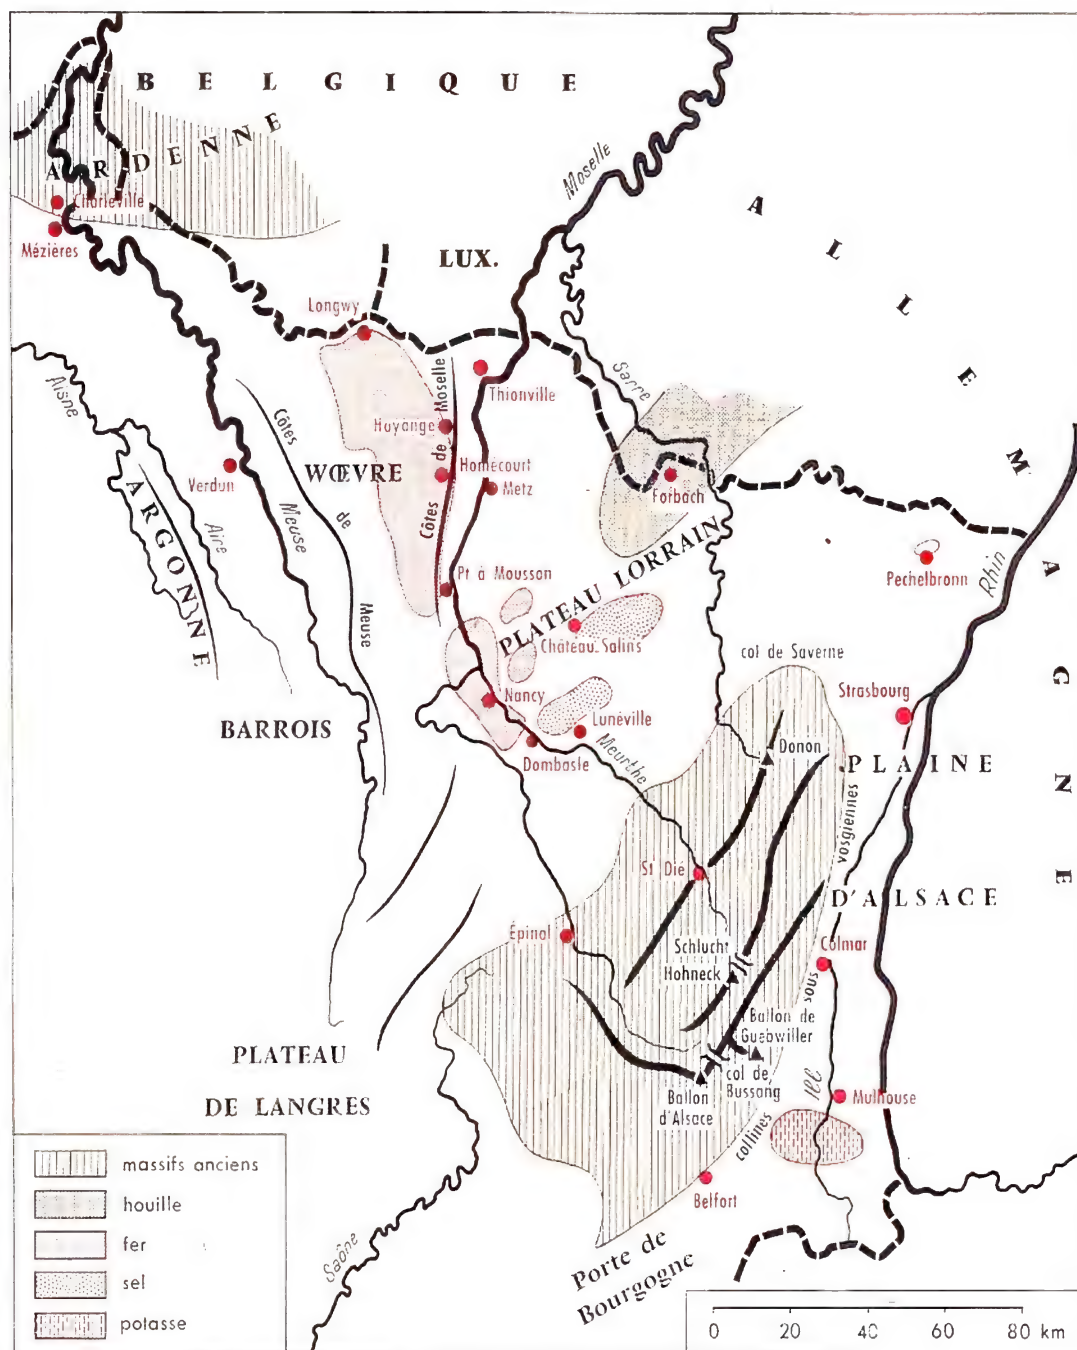 BELGIQUE
ARDENNE
Charleville
Mézières
Moselle
ALLEMAGNE
LUX.
Longwy
Aisne
Sarre
Thionville
Côtes de Moselle
Hayange
Côtes de Meuse
WŒVRE
Homécourt
Verdun
Metz
Forbach
Meuse
Aire
ARGONNE
Pechelbronn
Rhin
Pt à Mousson
PLATEAU LORRAIN
Château-Salins
col de Saverne
Nancy
Strasbourg
BARROIS
Lunéville
Dombasle
Meurthe
Donon
PLAINE
D'ALSACE
collines sous vosgiennes
St Dié
Épinal
Schlucht
Hohneck
Colmar
Ballon de
Guebwiller
PLATEAU
DE LANGRES
col de
Bussang
Ballon
d'Alsace
Ill
Mulhouse
Belfort
Saône
Porte de
Bourgogne
massifs anciens
houille
fer
sel
potasse
0 20 40 60 80 km